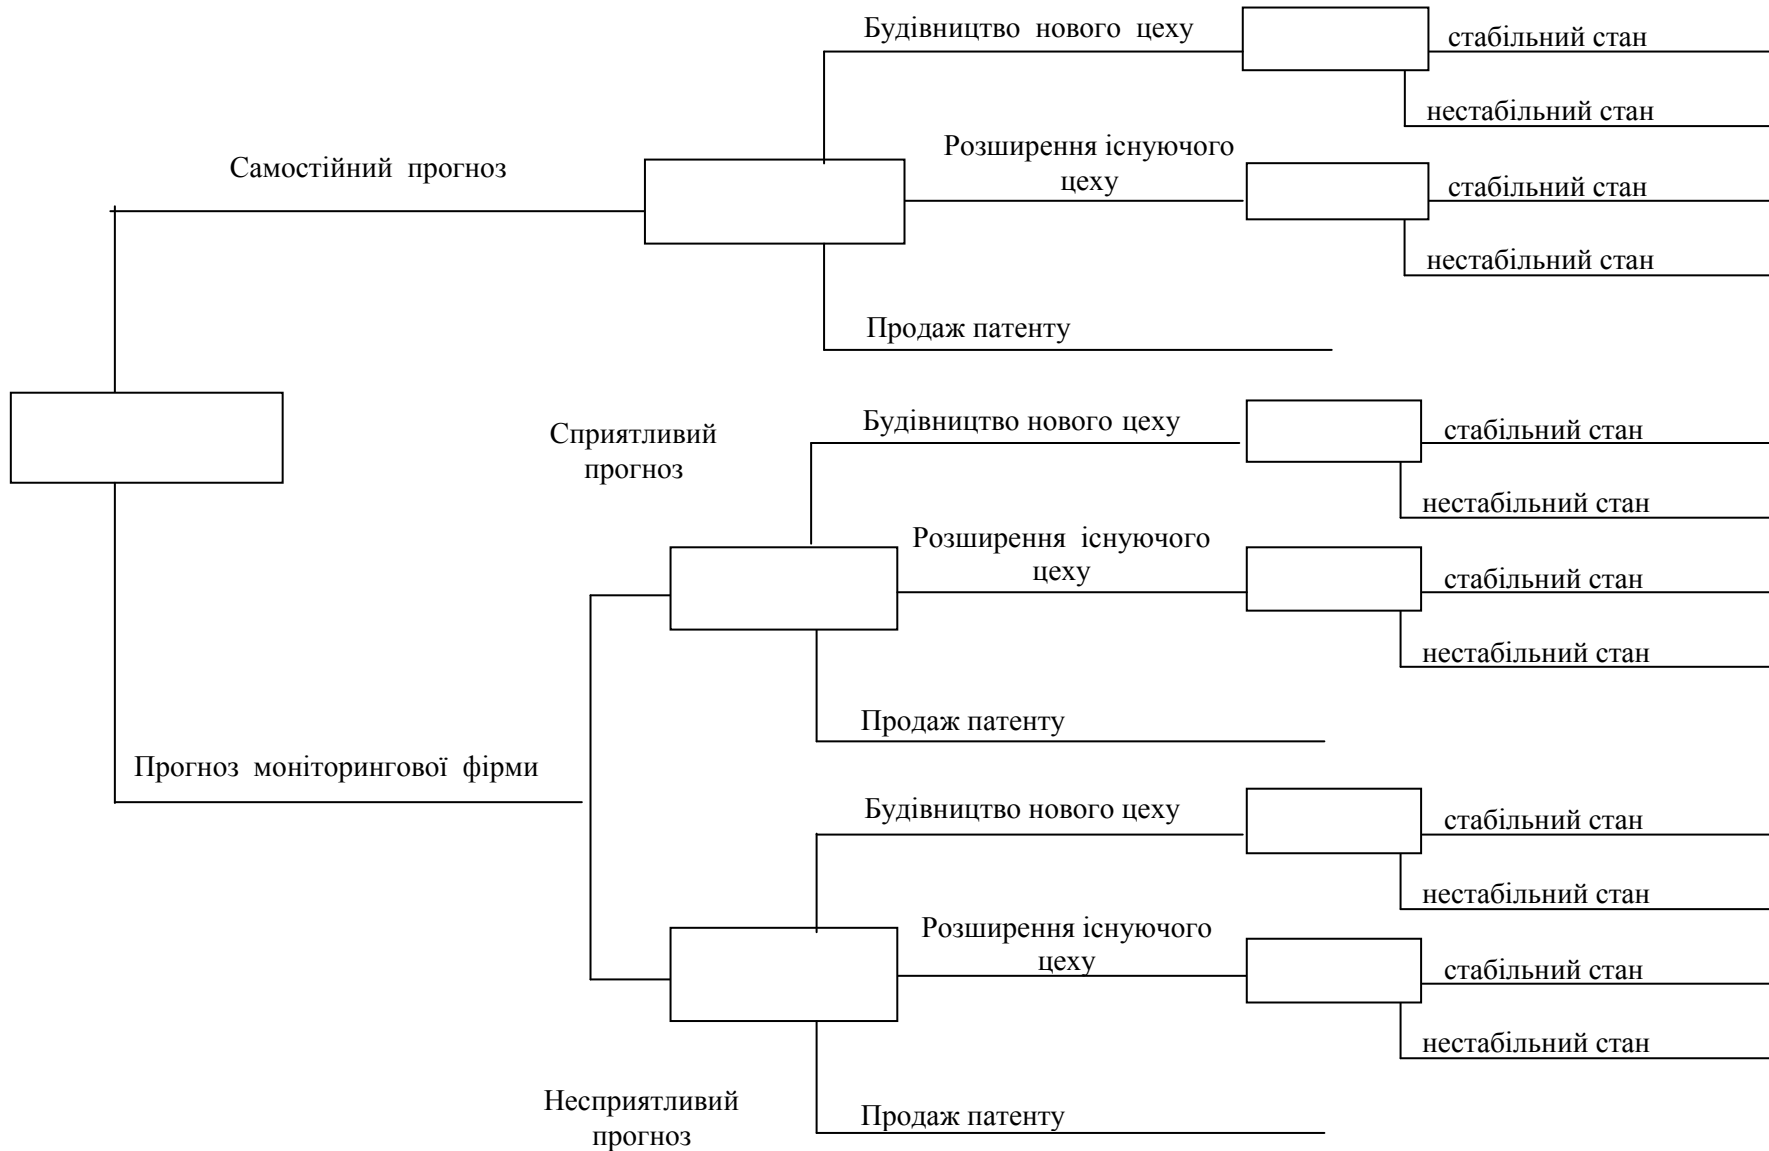 Будівництво нового цеху
стабільний стан
нестабільний стан
Розширення існуючого
цеху
стабільний стан
нестабільний стан
Самостійний прогноз
Продаж патенту
Сприятливий
прогноз
Будівництво нового цеху
стабільний стан
нестабільний стан
Розширення існуючого
цеху
стабільний стан
нестабільний стан
Продаж патенту
Прогноз моніторингової фірми
Будівництво нового цеху
стабільний стан
нестабільний стан
Розширення існуючого
цеху
стабільний стан
нестабільний стан
Несприятливий
прогноз
Продаж патенту